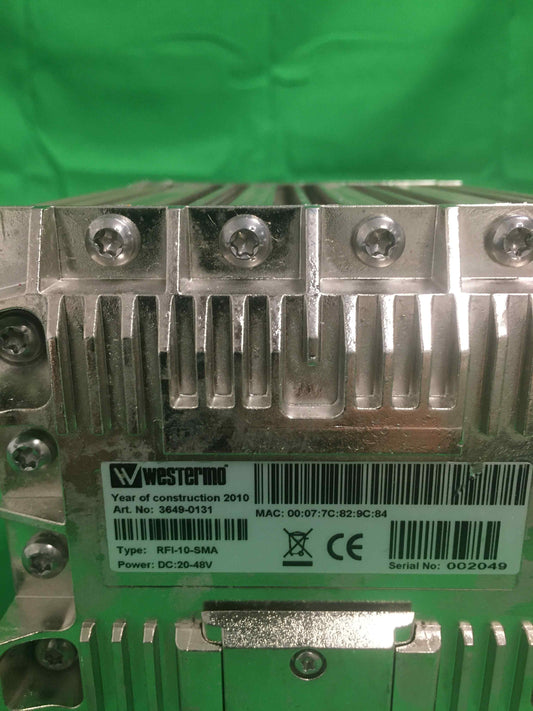 WESTERMO
Year of construction 2010
Art. No: 3649-0131
MAC: 00:07:7C:82:9C:84
Type: RFI-10-SMA
Power: DC:20-48V
CE
Serial No: 002049